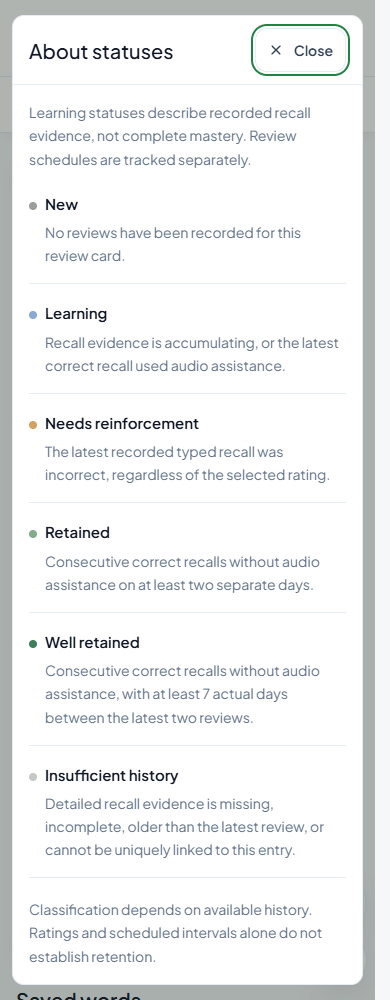 About statuses
Close
Learning statuses describe recorded recall
evidence, not complete mastery. Review
schedules are tracked separately.
New
No reviews have been recorded for this
review card.
Learning
Recall evidence is accumulating, or the latest
correct recall used audio assistance.
Needs reinforcement
The latest recorded typed recall was
incorrect, regardless of the selected rating.
Retained
Consecutive correct recalls without audio
assistance on at least two separate days.
Well retained
Consecutive correct recalls without audio
assistance, with at least 7 actual days
between the latest two reviews.
Insufficient history
Detailed recall evidence is missing,
incomplete, older than the latest review, or
cannot be uniquely linked to this entry.
Classification depends on available history.
Ratings and scheduled intervals alone do not
establish retention.
Saved words